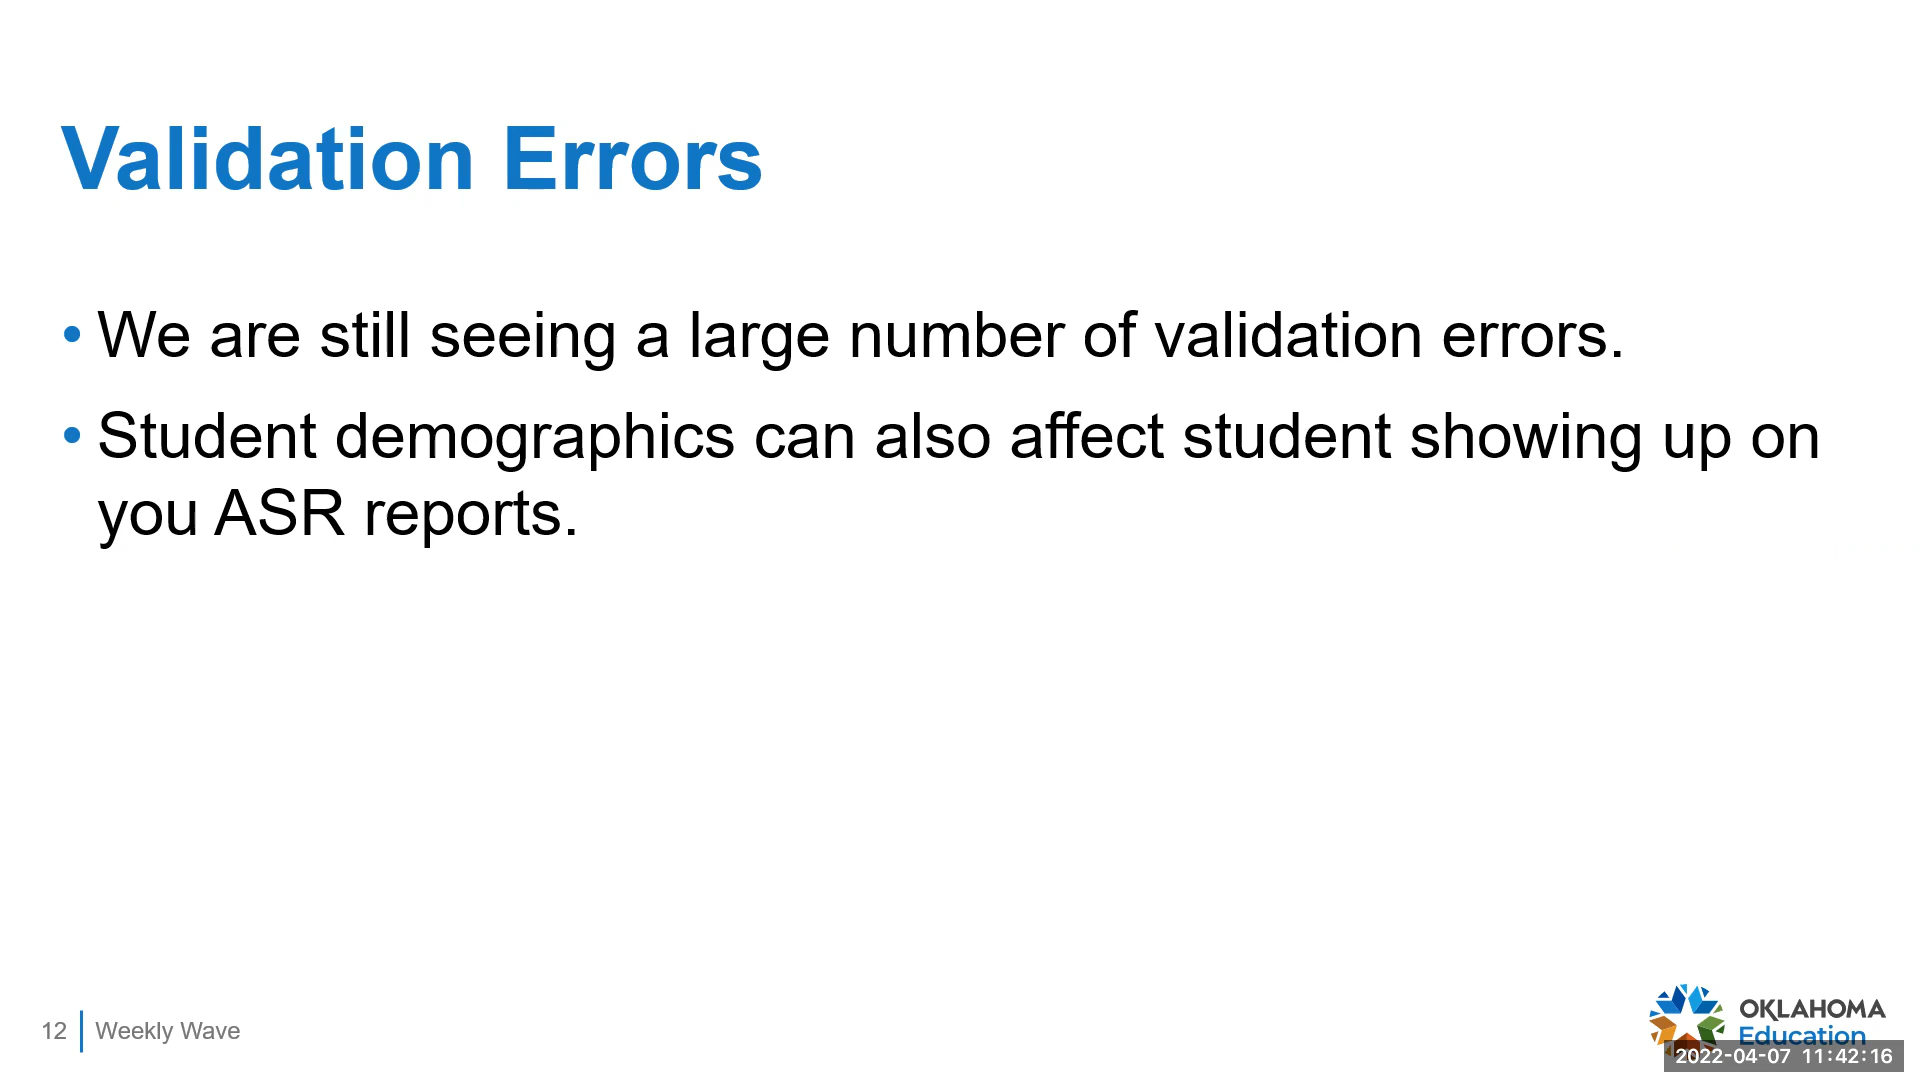 Validation Errors
• We are still seeing a large number of validation errors.
• Student demographics can also affect student showing up on
you ASR reports.
12
Weekly Wave
OKLAHOMA
Education
2022-04-07 11:42:16